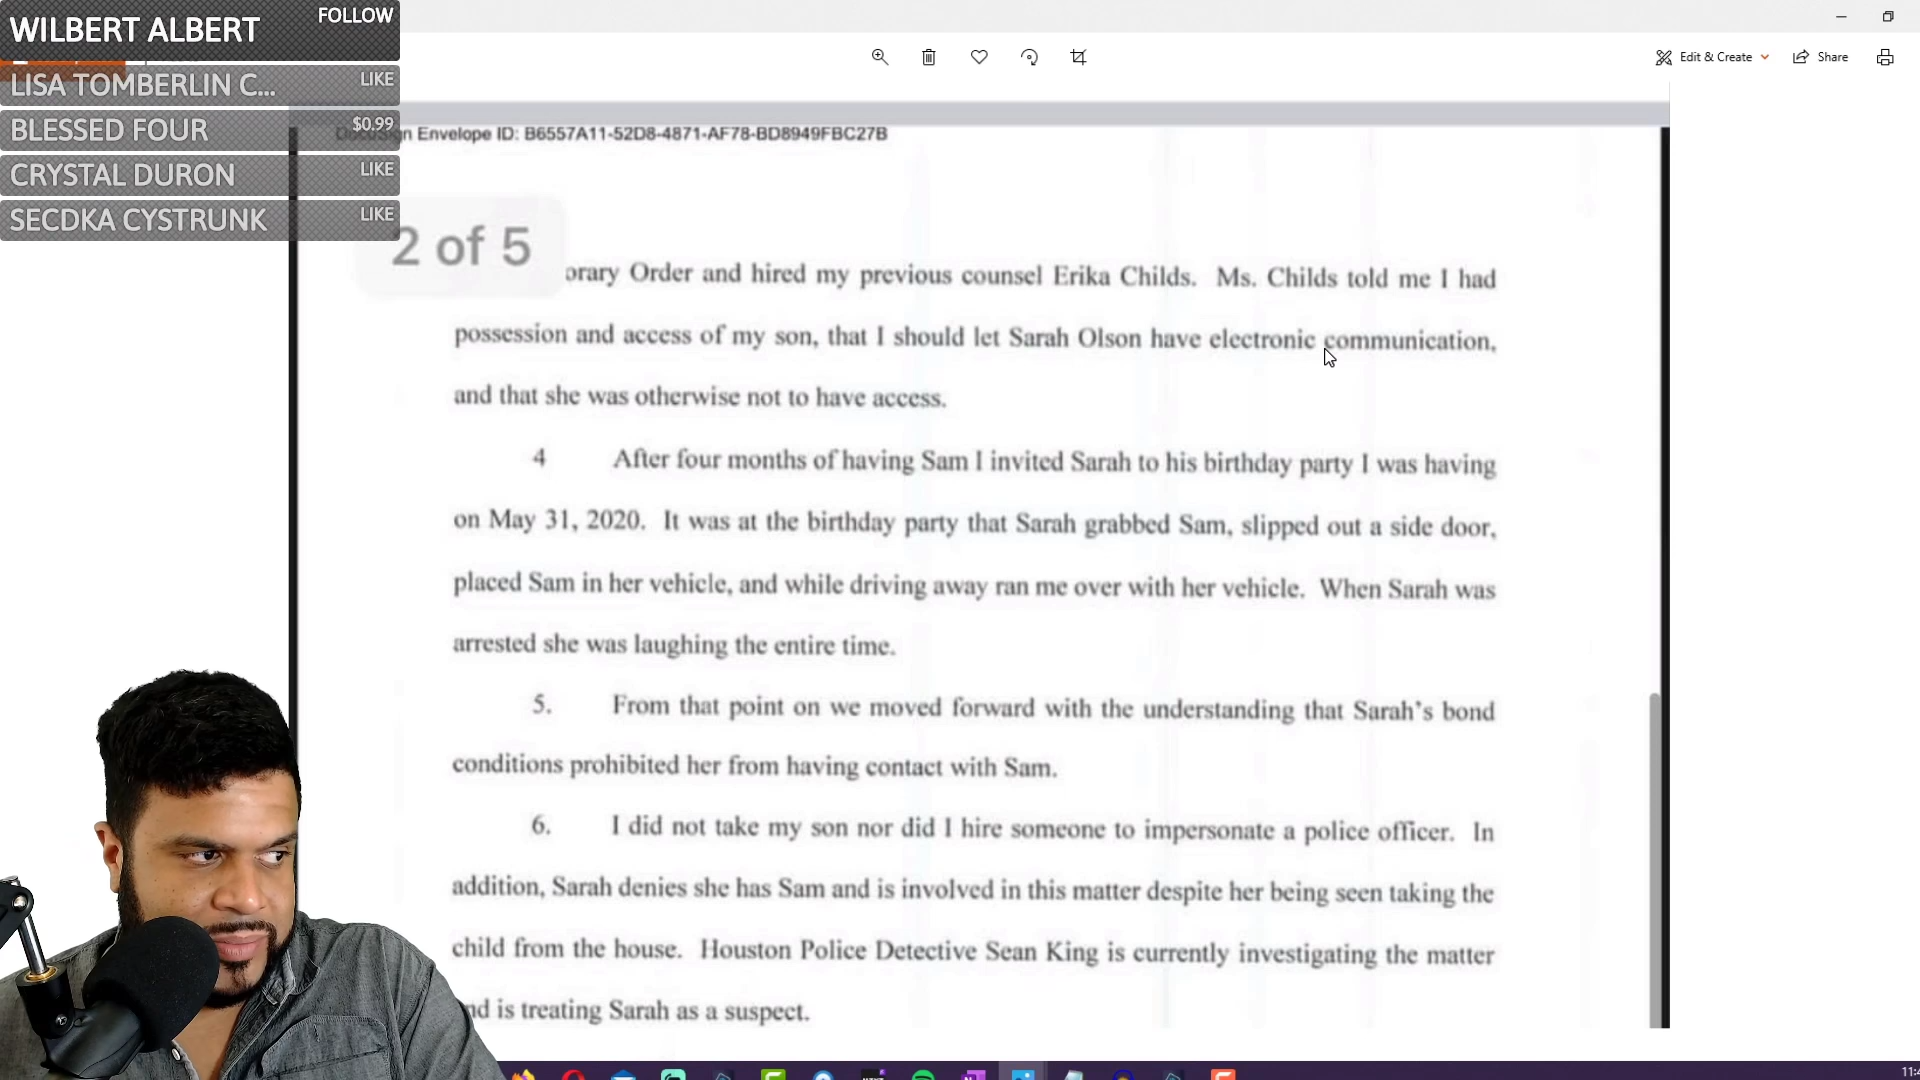 WILBERT ALBERT FOLLOW
LISA TOMBERLIN C... LIKE
BLESSED FOUR $0.99
CRYSTAL DURON LIKE
SECDKA CYSTRUNK LIKE
Edit & Create Share
DocuSign Envelope ID: B6557A11-52D8-4871-AF78-BD8949FBC27B
2 of 5
orary Order and hired my previous counsel Erika Childs. Ms. Childs told me I had
possession and access of my son, that I should let Sarah Olson have electronic communication,
and that she was otherwise not to have access.
4 After four months of having Sam I invited Sarah to his birthday party I was having
on May 31, 2020. It was at the birthday party that Sarah grabbed Sam, slipped out a side door,
placed Sam in her vehicle, and while driving away ran me over with her vehicle. When Sarah was
arrested she was laughing the entire time.
5. From that point on we moved forward with the understanding that Sarah's bond
conditions prohibited her from having contact with Sam.
6. I did not take my son nor did I hire someone to impersonate a police officer. In
addition, Sarah denies she has Sam and is involved in this matter despite her being seen taking the
child from the house. Houston Police Detective Sean King is currently investigating the matter
nd is treating Sarah as a suspect.
11:4